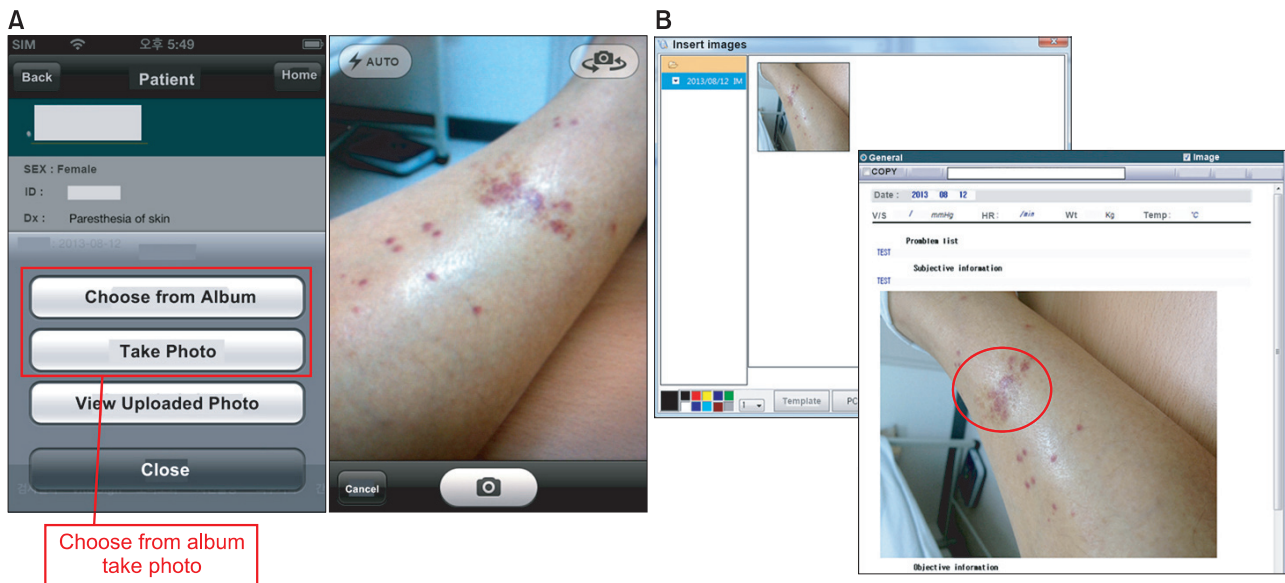 A
SIM 오후 5:49
Back Patient Home
SEX : Female
ID :
Dx : Paresthesia of skin
: 2013-08-12
Choose from Album
Take Photo
View Uploaded Photo
Close
Choose from album
take photo
AUTO
Cancel
B
Insert images
2013/08/12 IM
1
Template PC
General Image
COPY
Date : 2013 08 12
V/S / mmHg HR: /min Wt Kg Temp: °C
Promblem list
TEST
Subjective information
TEST
Objective information